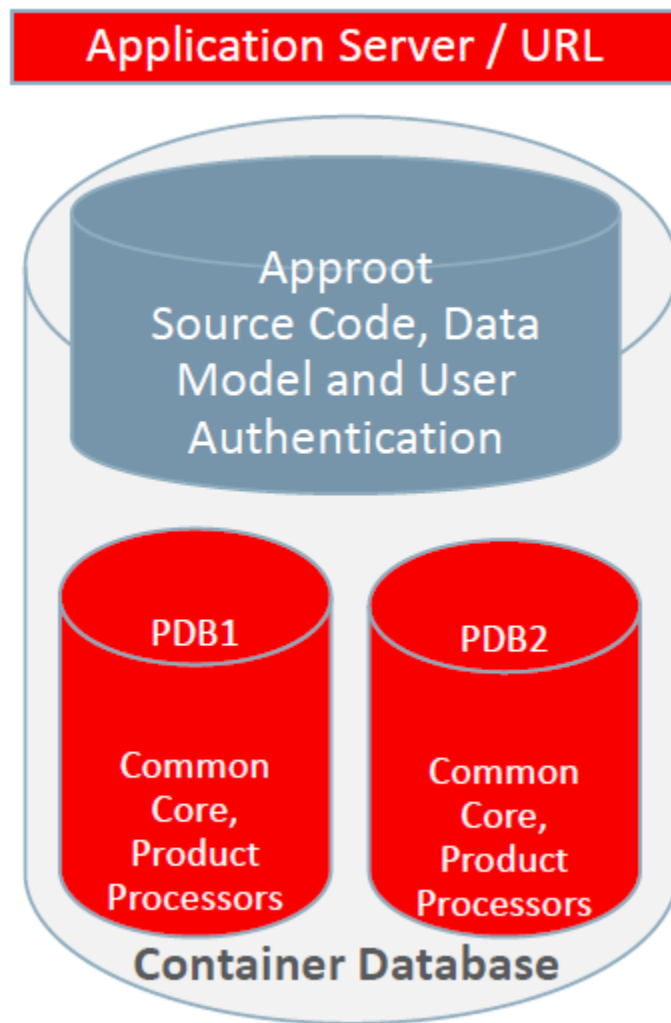 Application Server / URL
Approot
Source Code, Data
Model and User
Authentication
PDB1
Common
Core,
Product
Processors
PDB2
Common
Core,
Product
Processors
Container Database